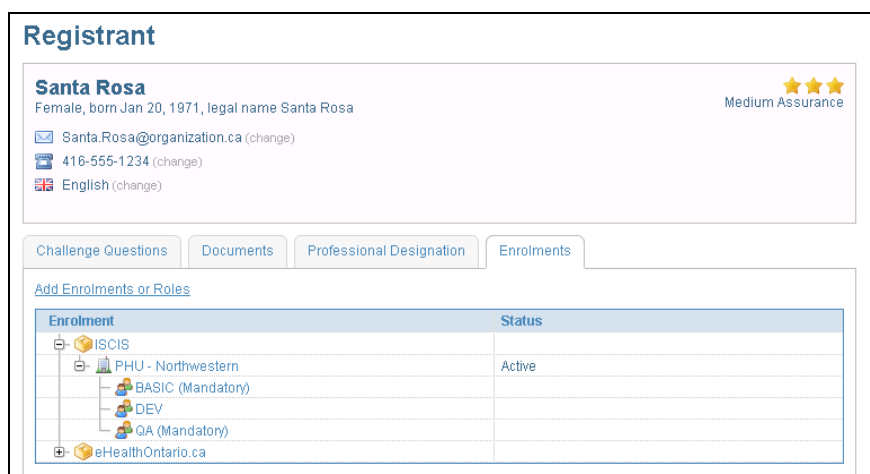 Registrant
Santa Rosa
Female, born Jan 20, 1971, legal name Santa Rosa
Medium Assurance
Santa.Rosa@organization.ca (change)
416-555-1234 (change)
English (change)
Challenge Questions Documents Professional Designation Enrolments
Add Enrolments or Roles
Enrolment Status
ISCIS
PHU - Northwestern Active
BASIC (Mandatory)
DEV
QA (Mandatory)
eHealthOntario.ca